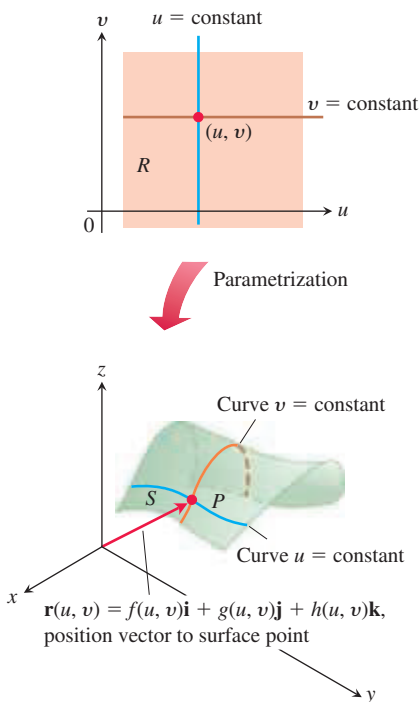 υ
u = constant
υ = constant
(u, υ)
R
0
u
Parametrization
z
Curve υ = constant
S
P
Curve u = constant
x
r(u, υ) = f(u, υ)i + g(u, υ)j + h(u, υ)k,
position vector to surface point
y